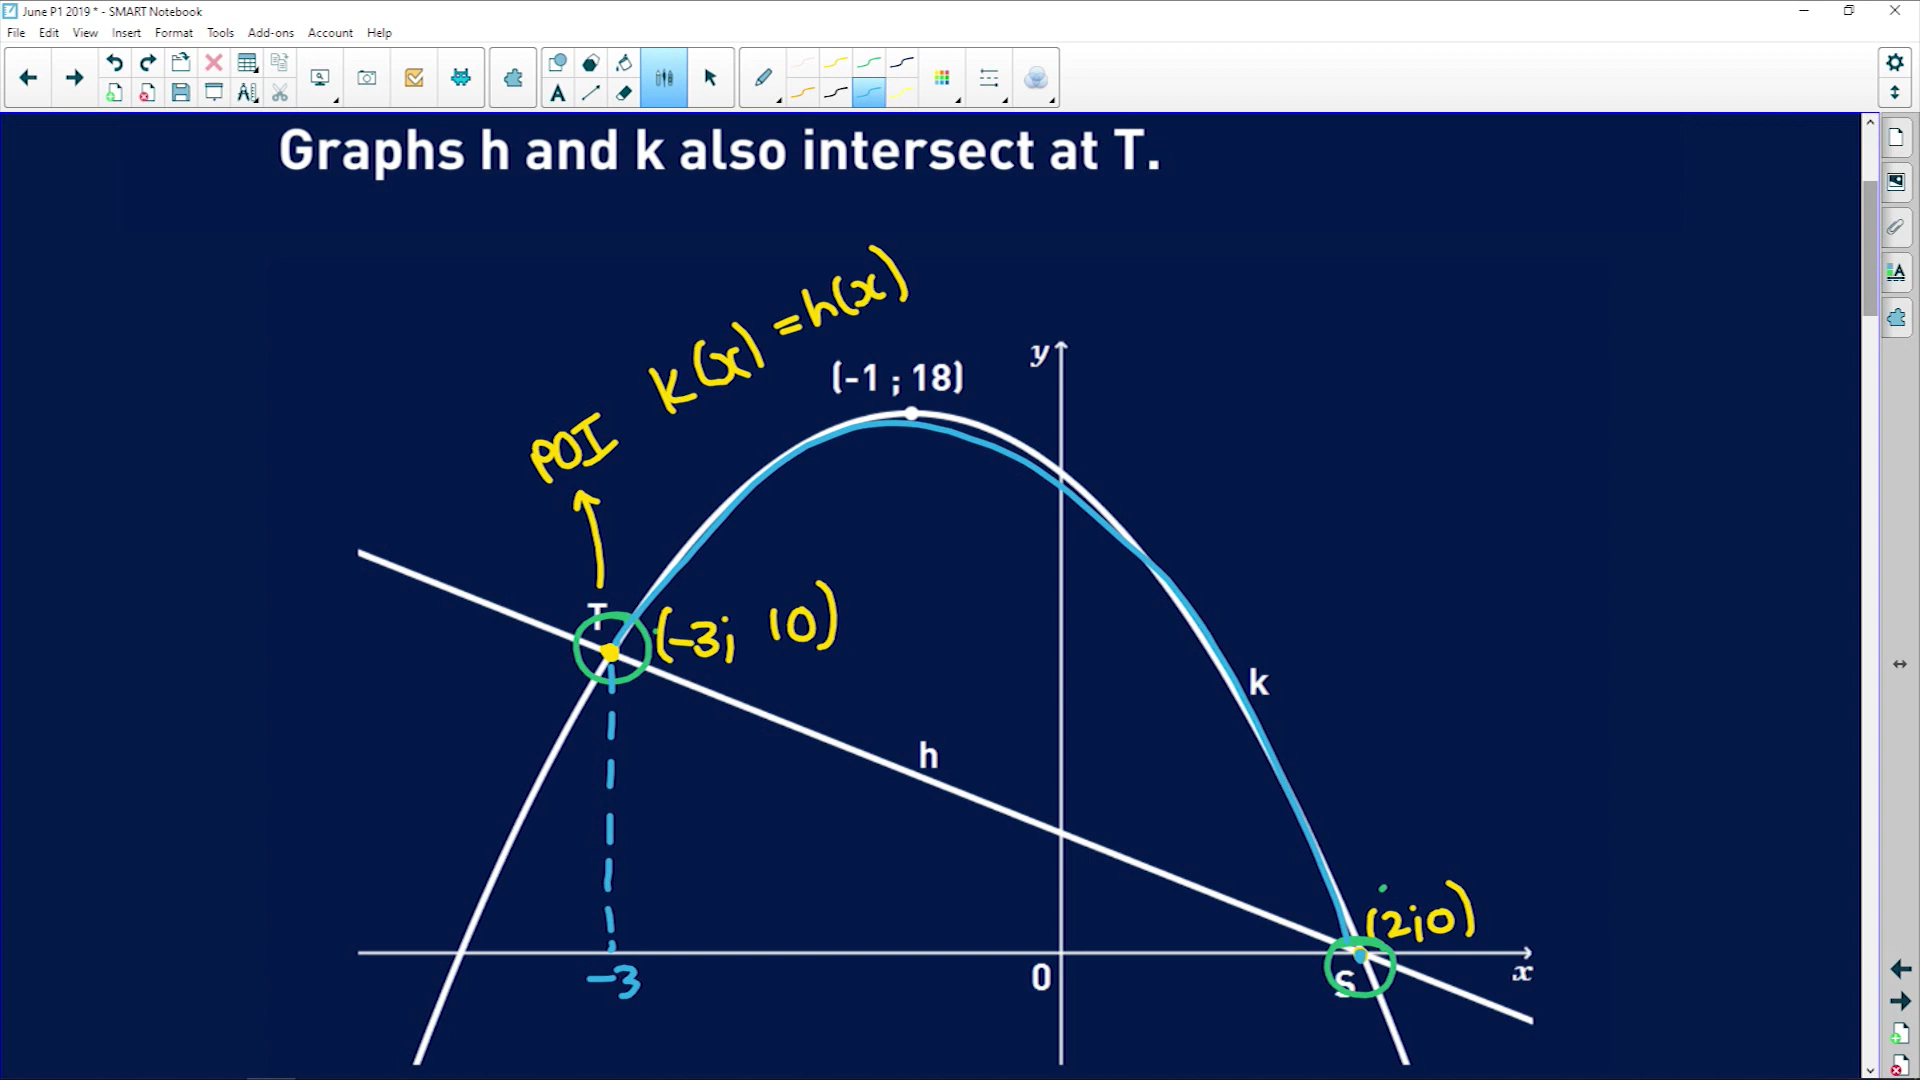 June P1 2019 * - SMART Notebook
File Edit View Insert Format Tools Add-ons Account Help
Graphs h and k also intersect at T.
k(x) = h(x)
y
(-1 ; 18)
POI
T
(-3; 10)
k
h
(2;0)
-3
0
S
x